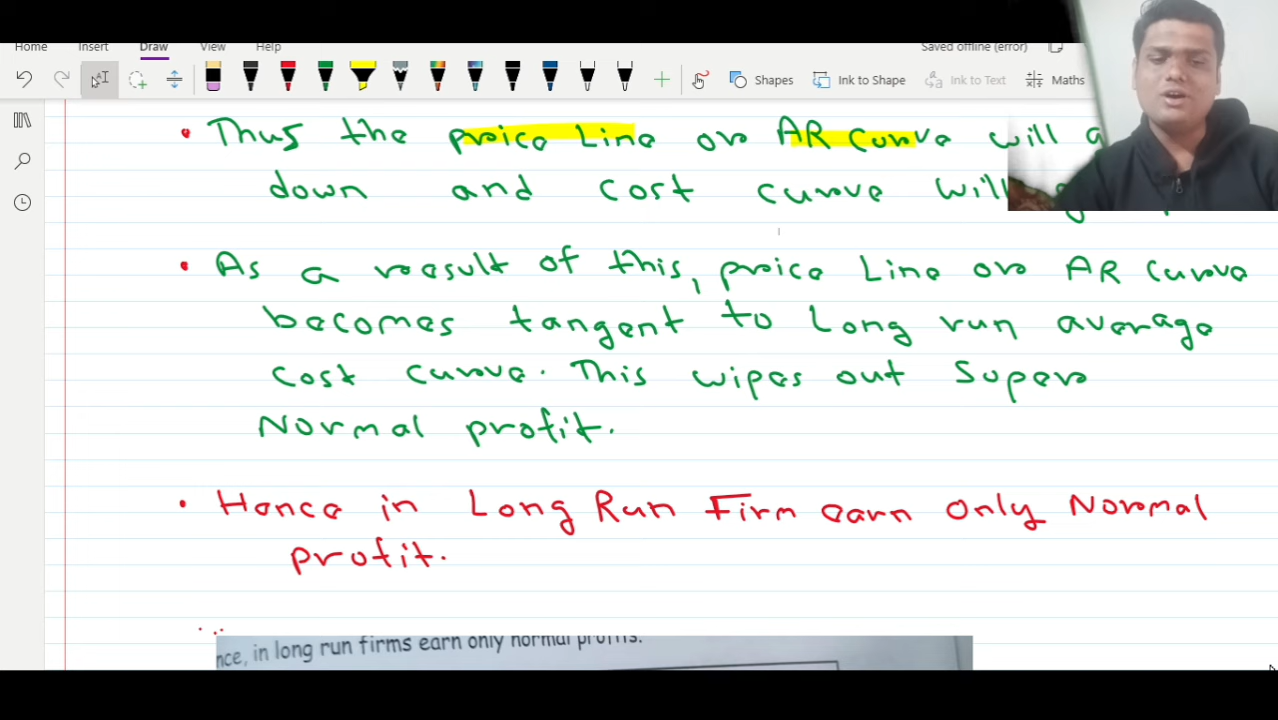 Home Insert Draw View Help Saved offline (error)
Shapes Ink to Shape Ink to Text Maths
• Thus the price Line or AR curve will
down and cost curve will
• As a result of this, price Line or AR curve
becomes tangent to Long run average
cost curve. This wipes out Super
Normal profit.
• Hence in Long Run Firm earn Only Normal
profit.
nce, in long run firms earn only normal profits.